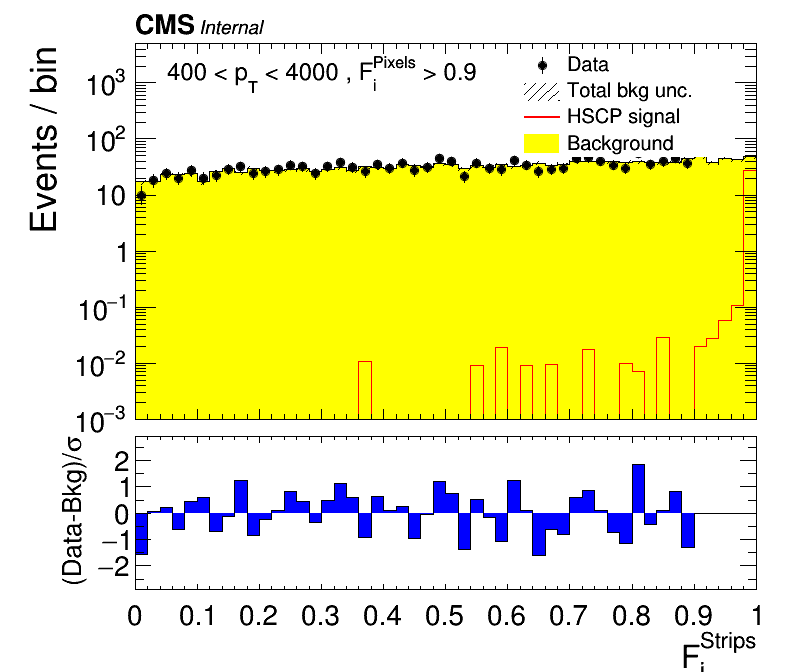 CMS Internal
400 < p_T < 4000 , F_i^Pixels > 0.9
Data
Total bkg unc.
HSCP signal
Background
Events / bin
10^3
10^2
10
1
10^−1
10^−2
10^−3
(Data-Bkg)/σ
2
1
0
−1
−2
0 0.1 0.2 0.3 0.4 0.5 0.6 0.7 0.8 0.9 1
F_i^Strips